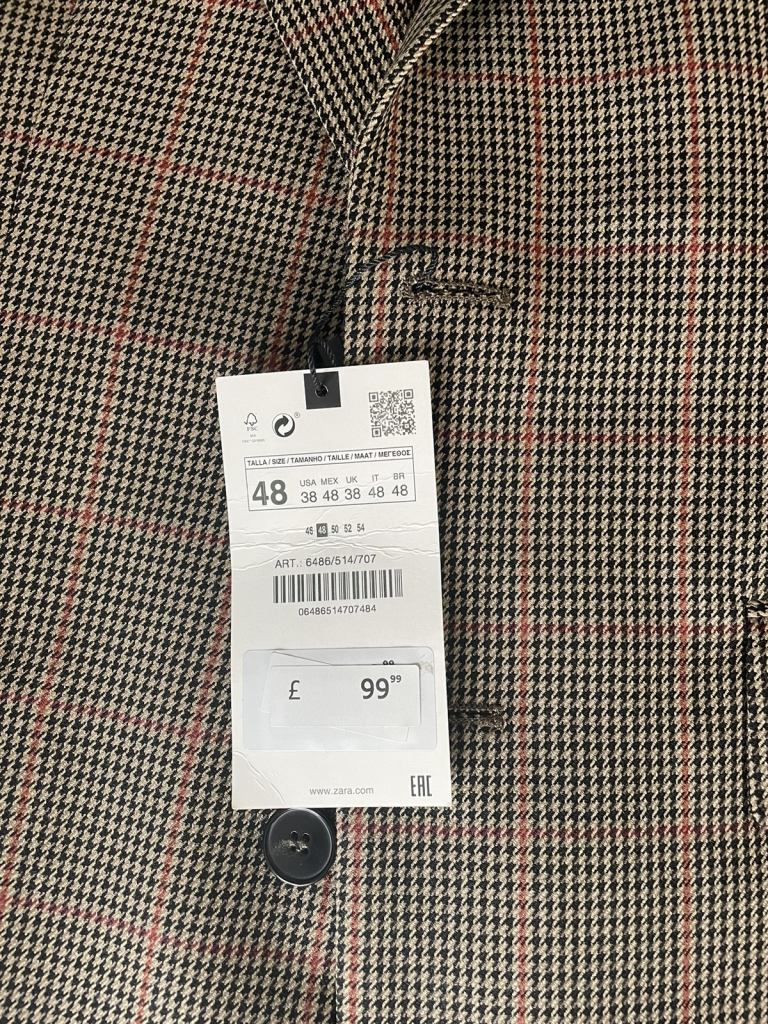 FSC
®
TALLA / SIZE / TAMANHO / TAILLE / MAAT / ΜΕΓΕΘΟΣ
48
USA MEX UK IT BR
38 48 38 48 48
46 48 50 52 54
ART.: 6486/514/707
06486514707484
99
£ 99 99
www.zara.com
EAC